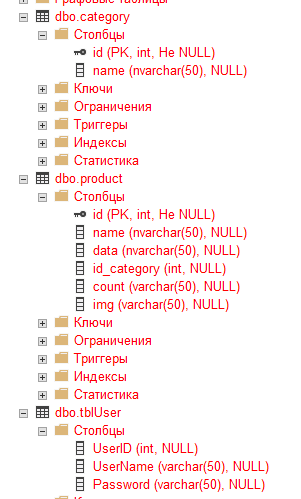 Графовые таблицы
dbo.category
Столбцы
id (PK, int, Не NULL)
name (nvarchar(50), NULL)
Ключи
Ограничения
Триггеры
Индексы
Статистика
dbo.product
Столбцы
id (PK, int, Не NULL)
name (nvarchar(50), NULL)
data (nvarchar(50), NULL)
id_category (int, NULL)
count (varchar(50), NULL)
img (varchar(50), NULL)
Ключи
Ограничения
Триггеры
Индексы
Статистика
dbo.tblUser
Столбцы
UserID (int, NULL)
UserName (varchar(50), NULL)
Password (varchar(50), NULL)